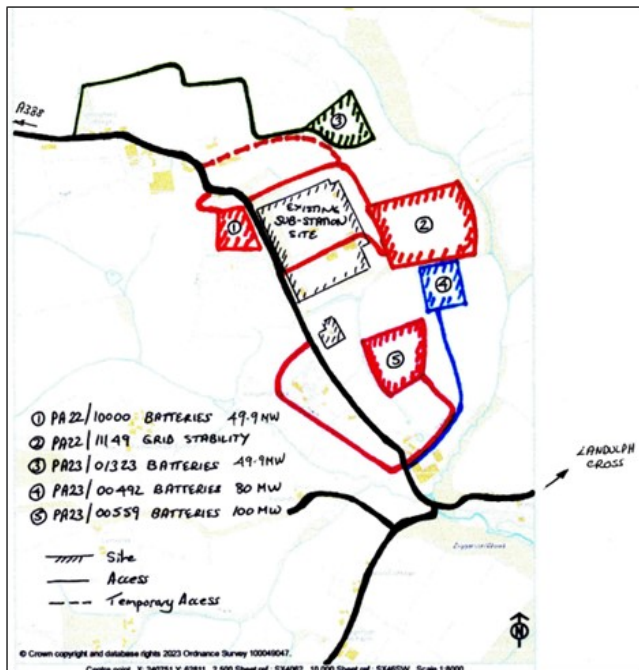 A388
③
EXISTING
SUB-STATION
SITE
①
②
④
⑤
① PA22/10000 BATTERIES 49.9MW
② PA22/11149 GRID STABILITY
③ PA23/01323 BATTERIES 49.9MW
④ PA23/00492 BATTERIES 80 MW
⑤ PA23/00559 BATTERIES 100 MW
LANDULPH
CROSS
Site
Access
Temporary Access
N
© Crown copyright and database rights 2023 Ordnance Survey 100049047.